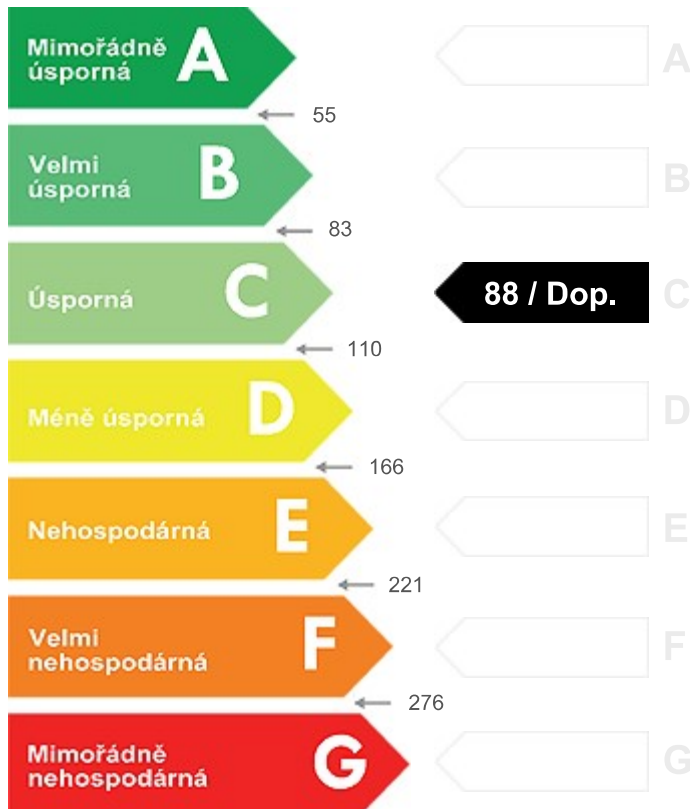 Mimořádně
úsporná
A
A
55
Velmi
úsporná
B
B
83
Úsporná
C
88 / Dop.
C
110
Méně úsporná
D
D
166
Nehospodárná
E
E
221
Velmi
nehospodárná
F
F
276
Mimořádně
nehospodárná
G
G